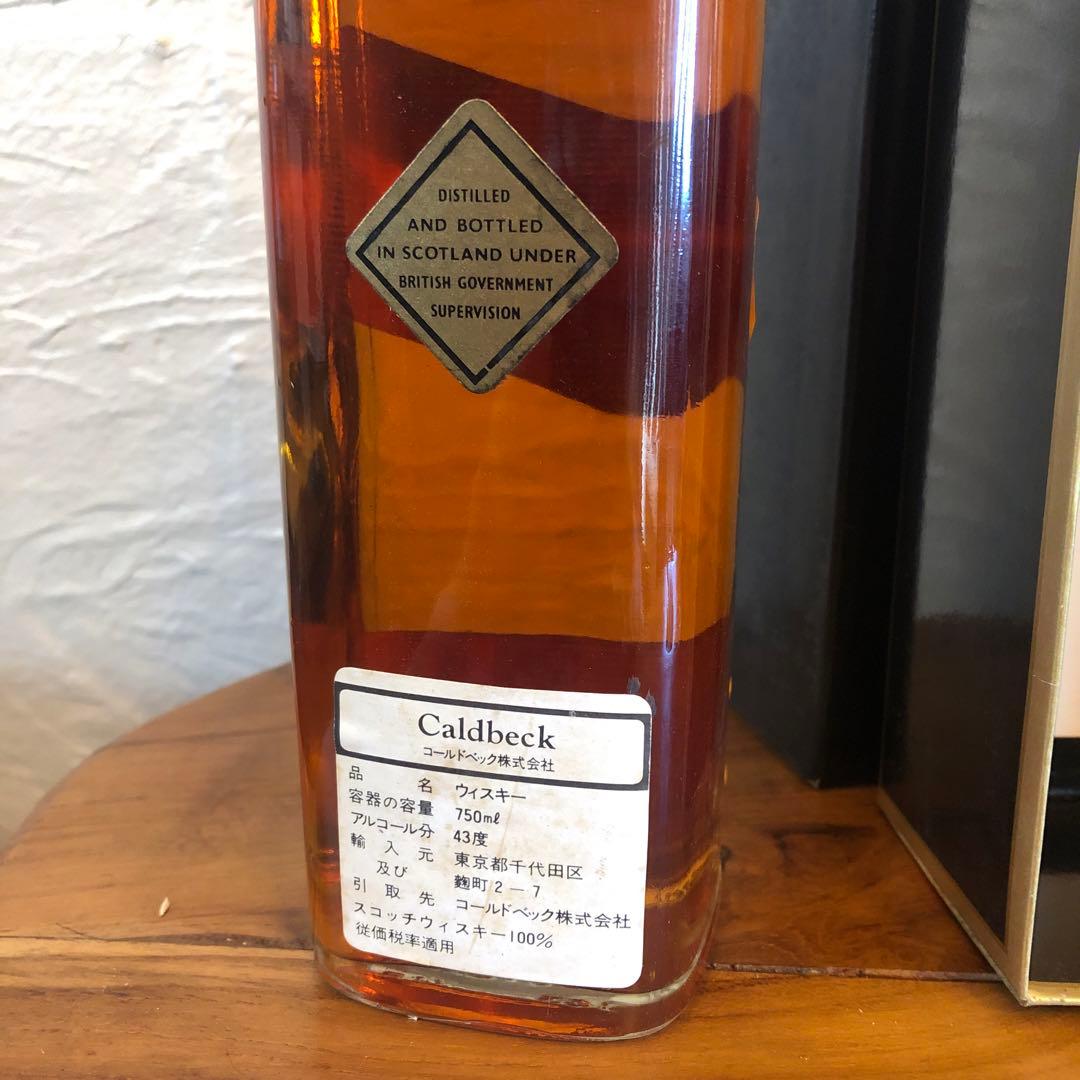 DISTILLED
AND BOTTLED
IN SCOTLAND UNDER
BRITISH GOVERNMENT
SUPERVISION
Caldbeck
コールドベック株式会社
品名 ウィスキー
容器の容量 750mℓ
アルコール分 43度
輸入元 東京都千代田区
及び 麴町2-7
引取先 コールドベック株式会社
スコッチウィスキー100%
従価税率適用